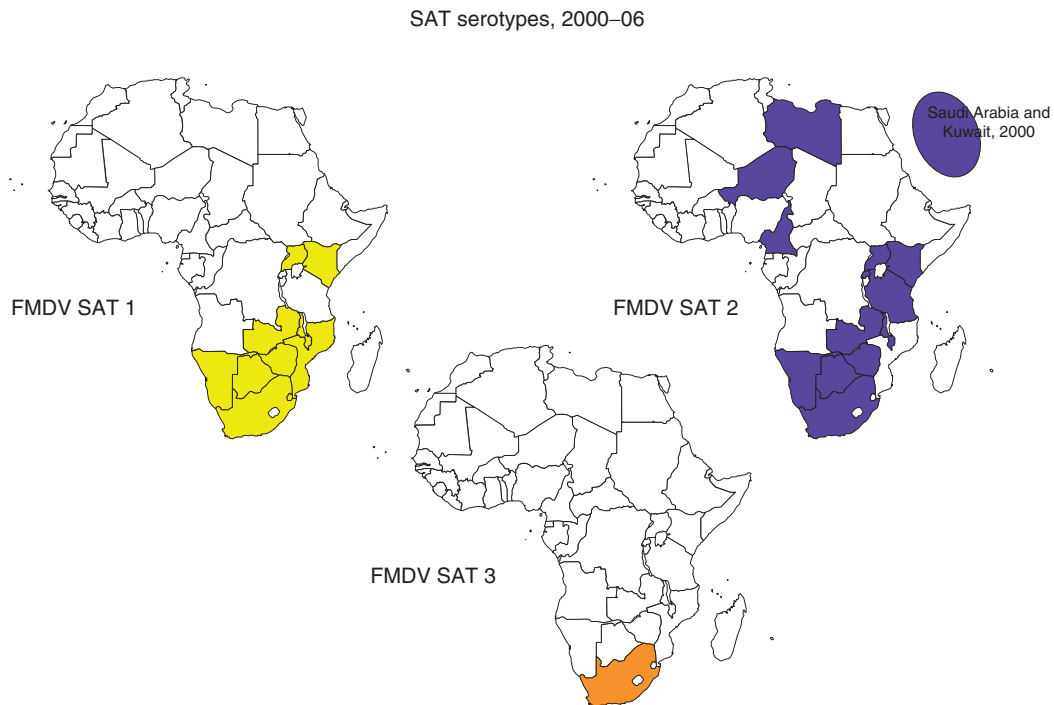 SAT serotypes, 2000–06
Saudi Arabia and
Kuwait, 2000
FMDV SAT 1
FMDV SAT 2
FMDV SAT 3